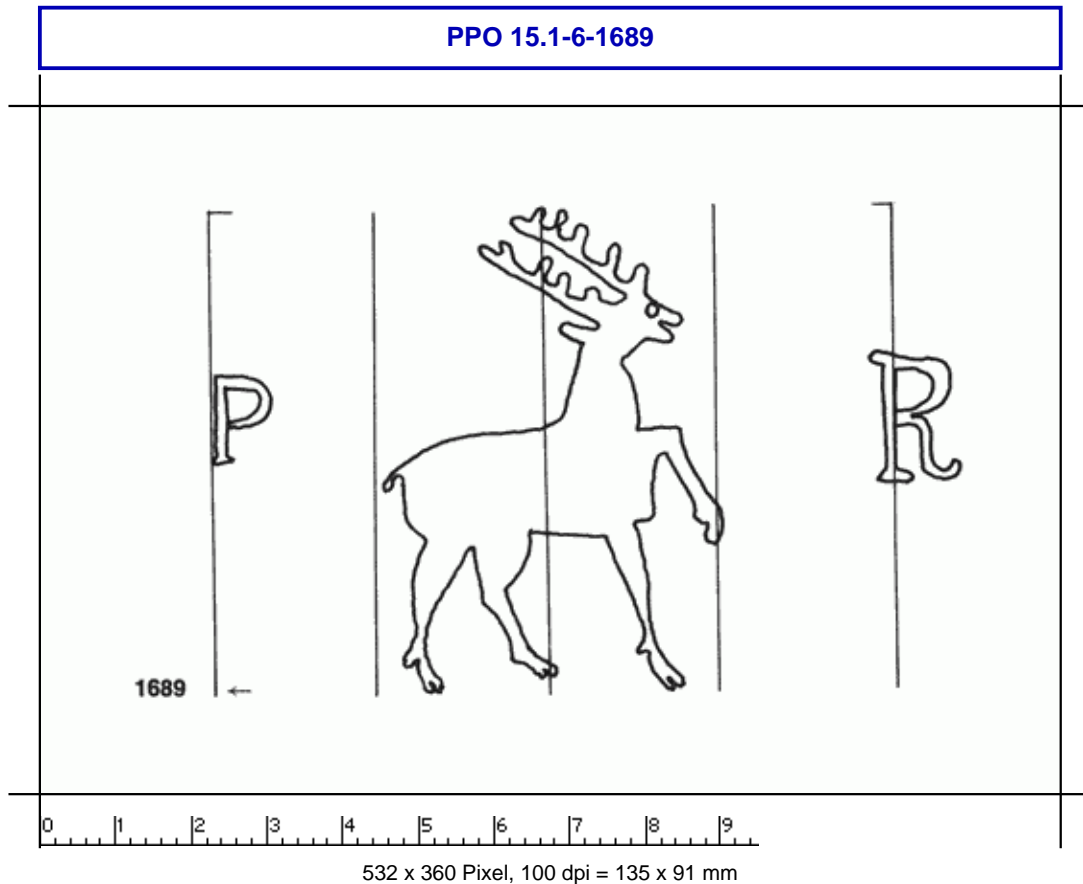 PPO 15.1-6-1689
P R
1689 ←
0 1 2 3 4 5 6 7 8 9
532 x 360 Pixel, 100 dpi = 135 x 91 mm